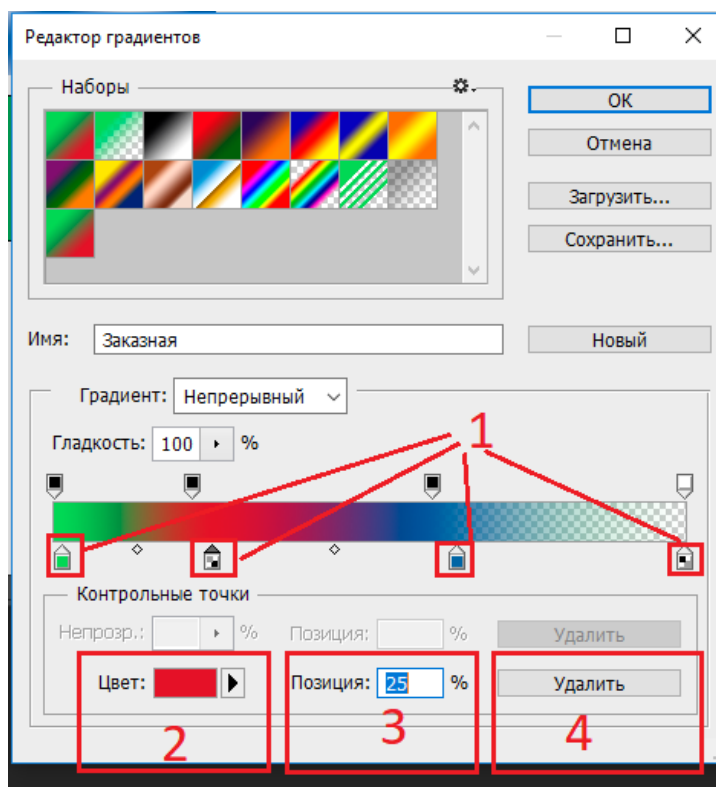 Редактор градиентов
Наборы
ОК
Отмена
Загрузить...
Сохранить...
Имя: Заказная
Новый
Градиент: Непрерывный
Гладкость: 100 %
1
Контрольные точки
Непрозр.: % Позиция: % Удалить
Цвет: Позиция: 25 % Удалить
2 3 4